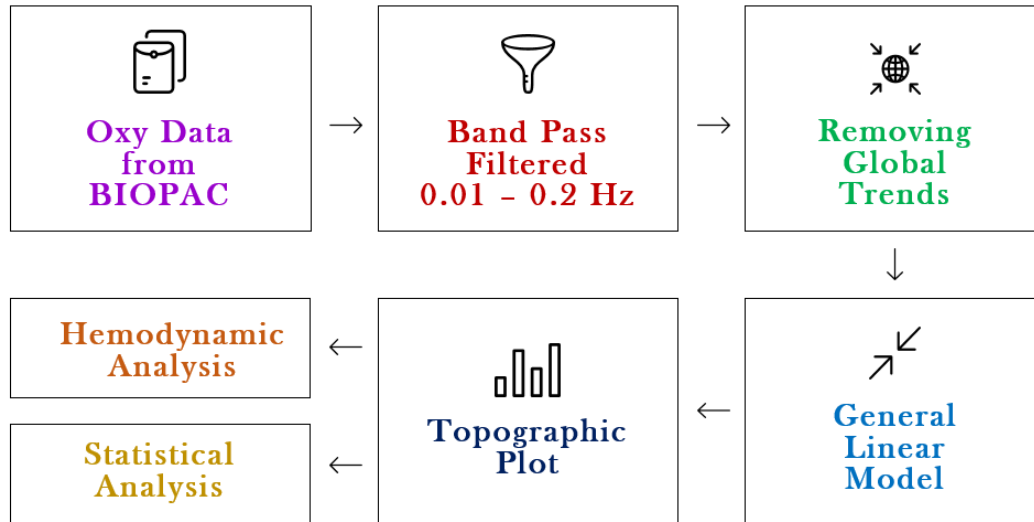 Oxy Data
from
BIOPAC
Band Pass
Filtered
0.01 – 0.2 Hz
Removing
Global
Trends
General
Linear
Model
Topographic
Plot
Hemodynamic
Analysis
Statistical
Analysis